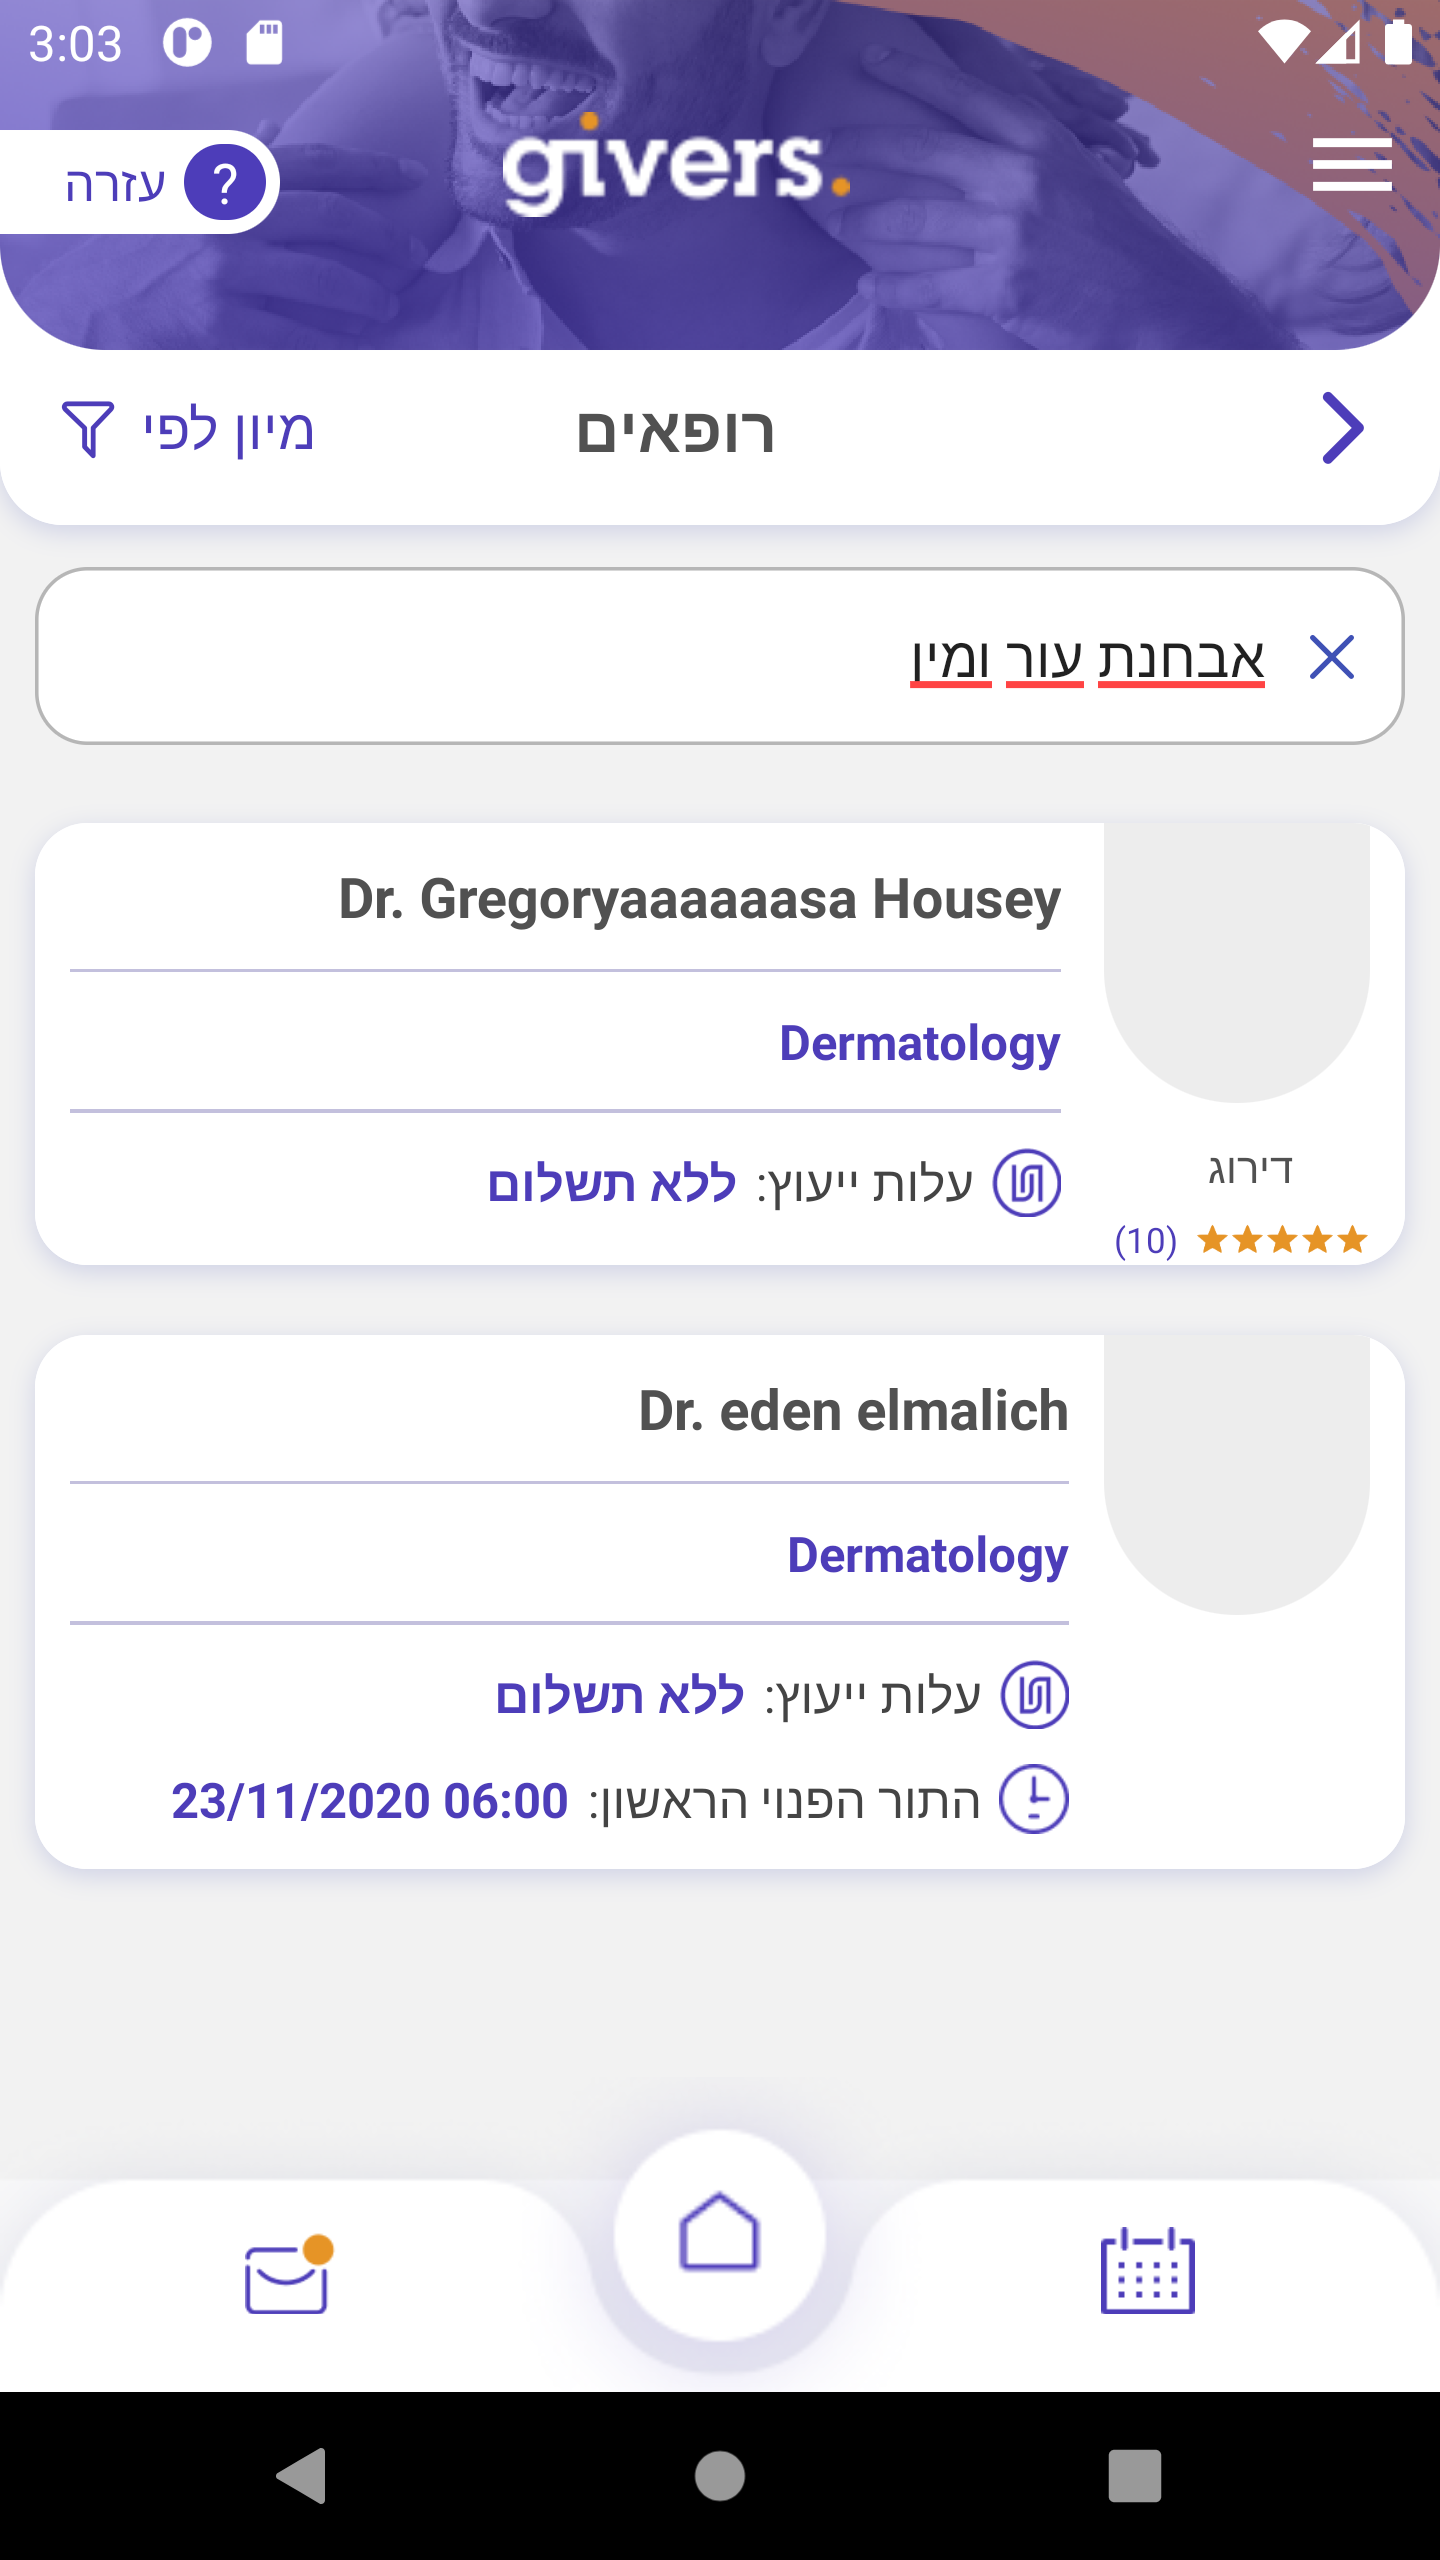 3:03
עזרה ?
givers.
רופאים
מיון לפי
אבחנת עור ומין
Dr. Gregoryaaaaaasa Housey
Dermatology
עלות ייעוץ: ללא תשלום
דירוג
(10)
Dr. eden elmalich
Dermatology
עלות ייעוץ: ללא תשלום
התור הפנוי הראשון: 23/11/2020 06:00